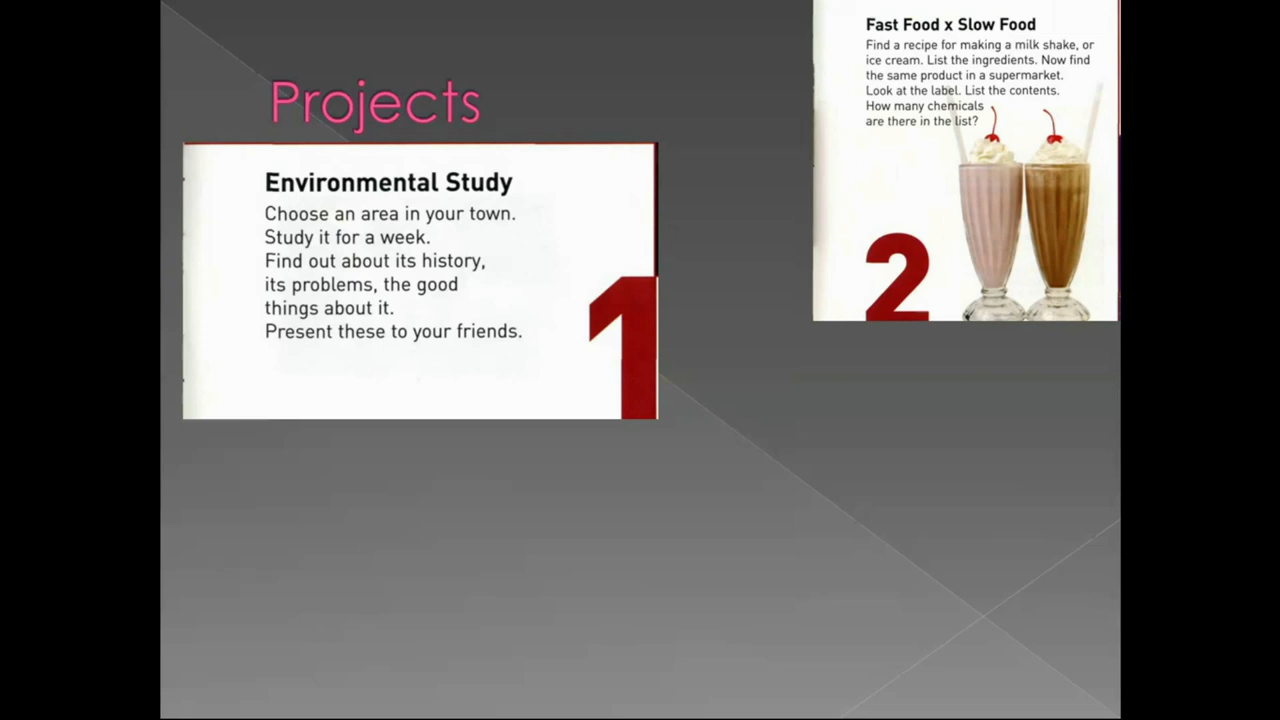 Projects
Environmental Study
Choose an area in your town.
Study it for a week.
Find out about its history,
its problems, the good
things about it.
Present these to your friends.
1
Fast Food x Slow Food
Find a recipe for making a milk shake, or
ice cream. List the ingredients. Now find
the same product in a supermarket.
Look at the label. List the contents.
How many chemicals
are there in the list?
2